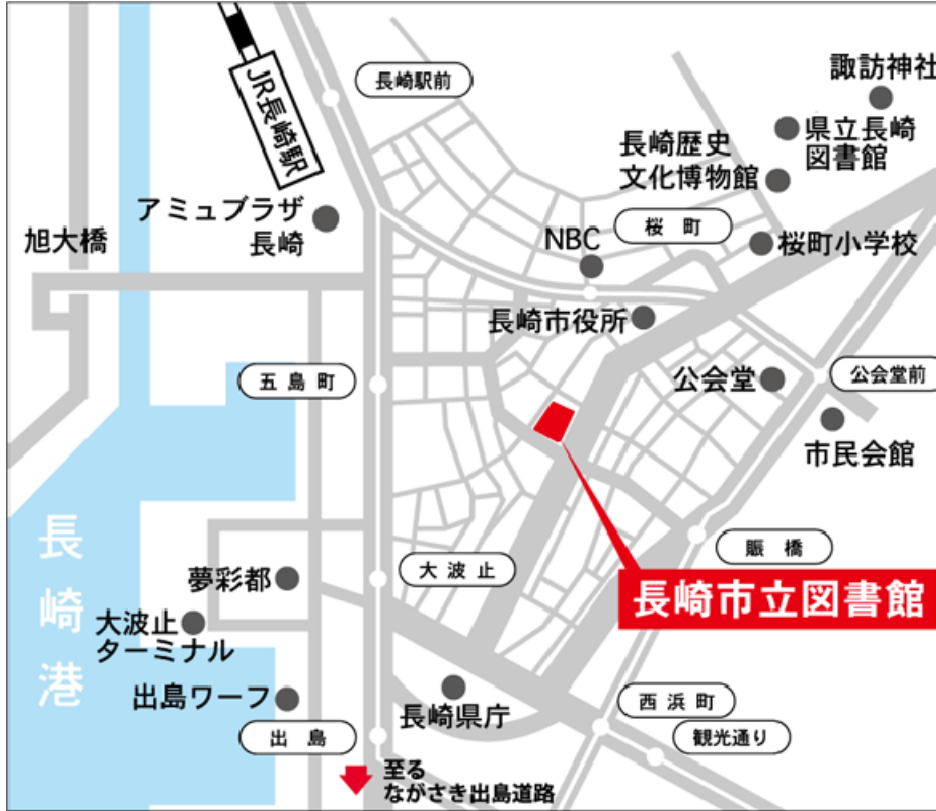 JR長崎駅
長崎駅前
諏訪神社
県立長崎
図書館
長崎歴史
文化博物館
アミュプラザ
長崎
旭大橋
NBC
桜町
桜町小学校
長崎市役所
五島町
公会堂
公会堂前
市民会館
長崎港
夢彩都
大波止
賑橋
長崎市立図書館
大波止
ターミナル
出島ワーフ
長崎県庁
西浜町
出島
観光通り
至る
ながさき出島道路